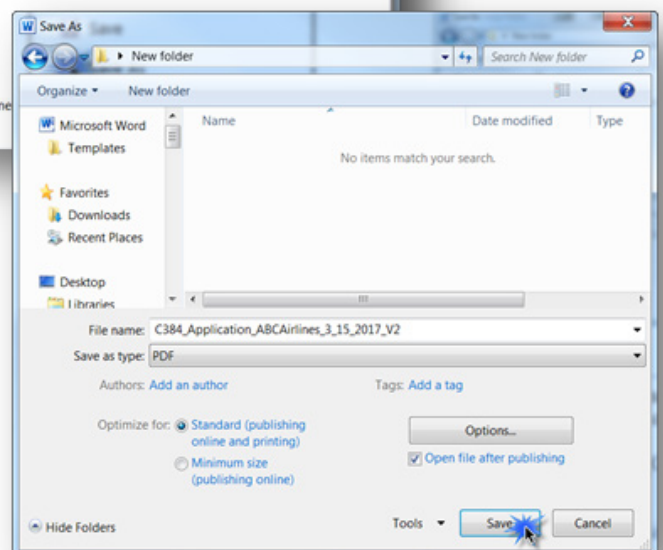 Save As
New folder
Search New folder
Organize
New folder
Microsoft Word
Templates
Favorites
Downloads
Recent Places
Desktop
Libraries
Name
Date modified
Type
No items match your search.
File name: C384_Application_ABCAirlines_3_15_2017_V2
Save as type: PDF
Authors: Add an author
Tags: Add a tag
Optimize for: Standard (publishing
online and printing)
Minimum size
(publishing online)
Options...
Open file after publishing
Hide Folders
Tools
Save
Cancel